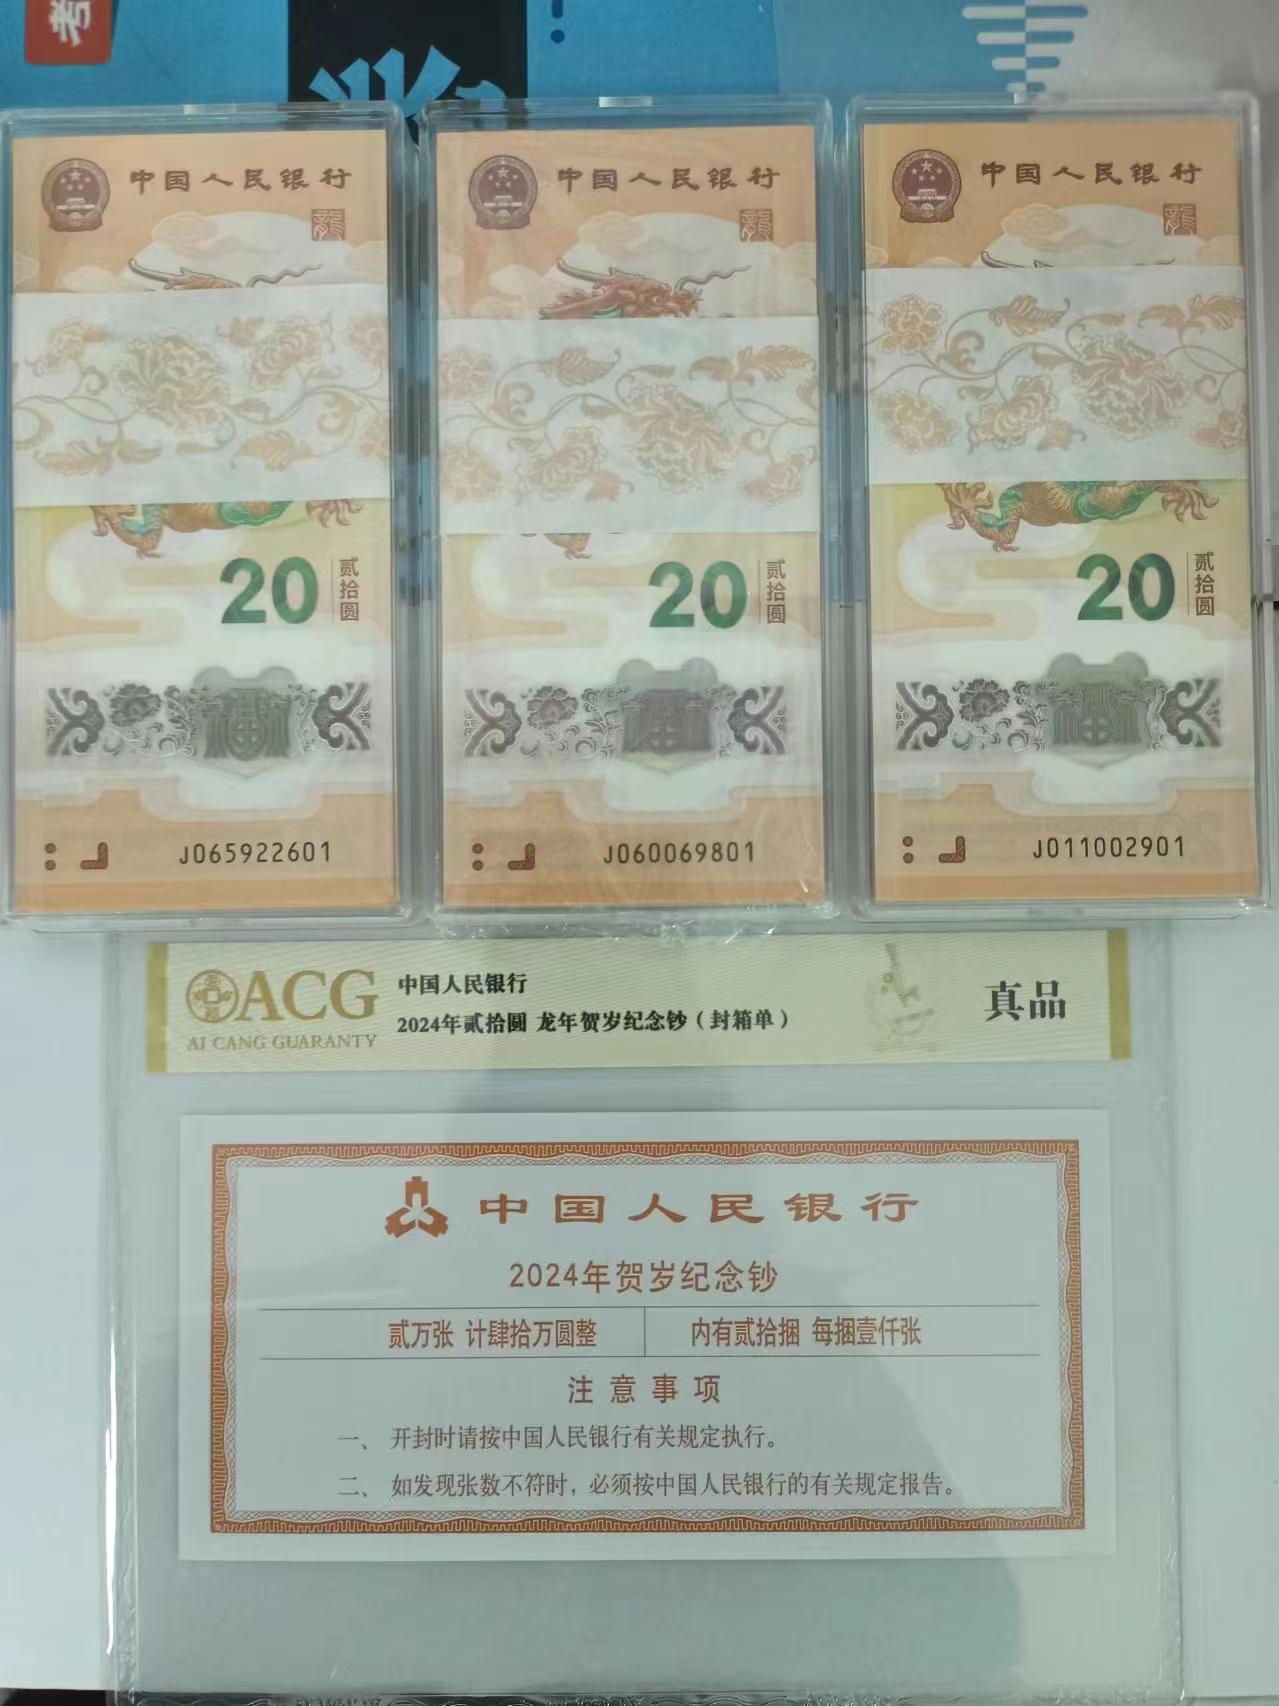 考
中国人民银行
龍
20
贰拾圆
J065922601
中国人民银行
龍
20
贰拾圆
J060069801
中国人民银行
龍
20
贰拾圆
J011002901
ACG
AI CANG GUARANTY
中国人民银行
2024年贰拾圆 龙年贺岁纪念钞（封箱单）
真品
中国人民银行
2024年贺岁纪念钞
贰万张 计肆拾万圆整
内有贰拾捆 每捆壹仟张
注意事项
一、 开封时请按中国人民银行有关规定执行。
二、 如发现张数不符时，必须按中国人民银行的有关规定报告。